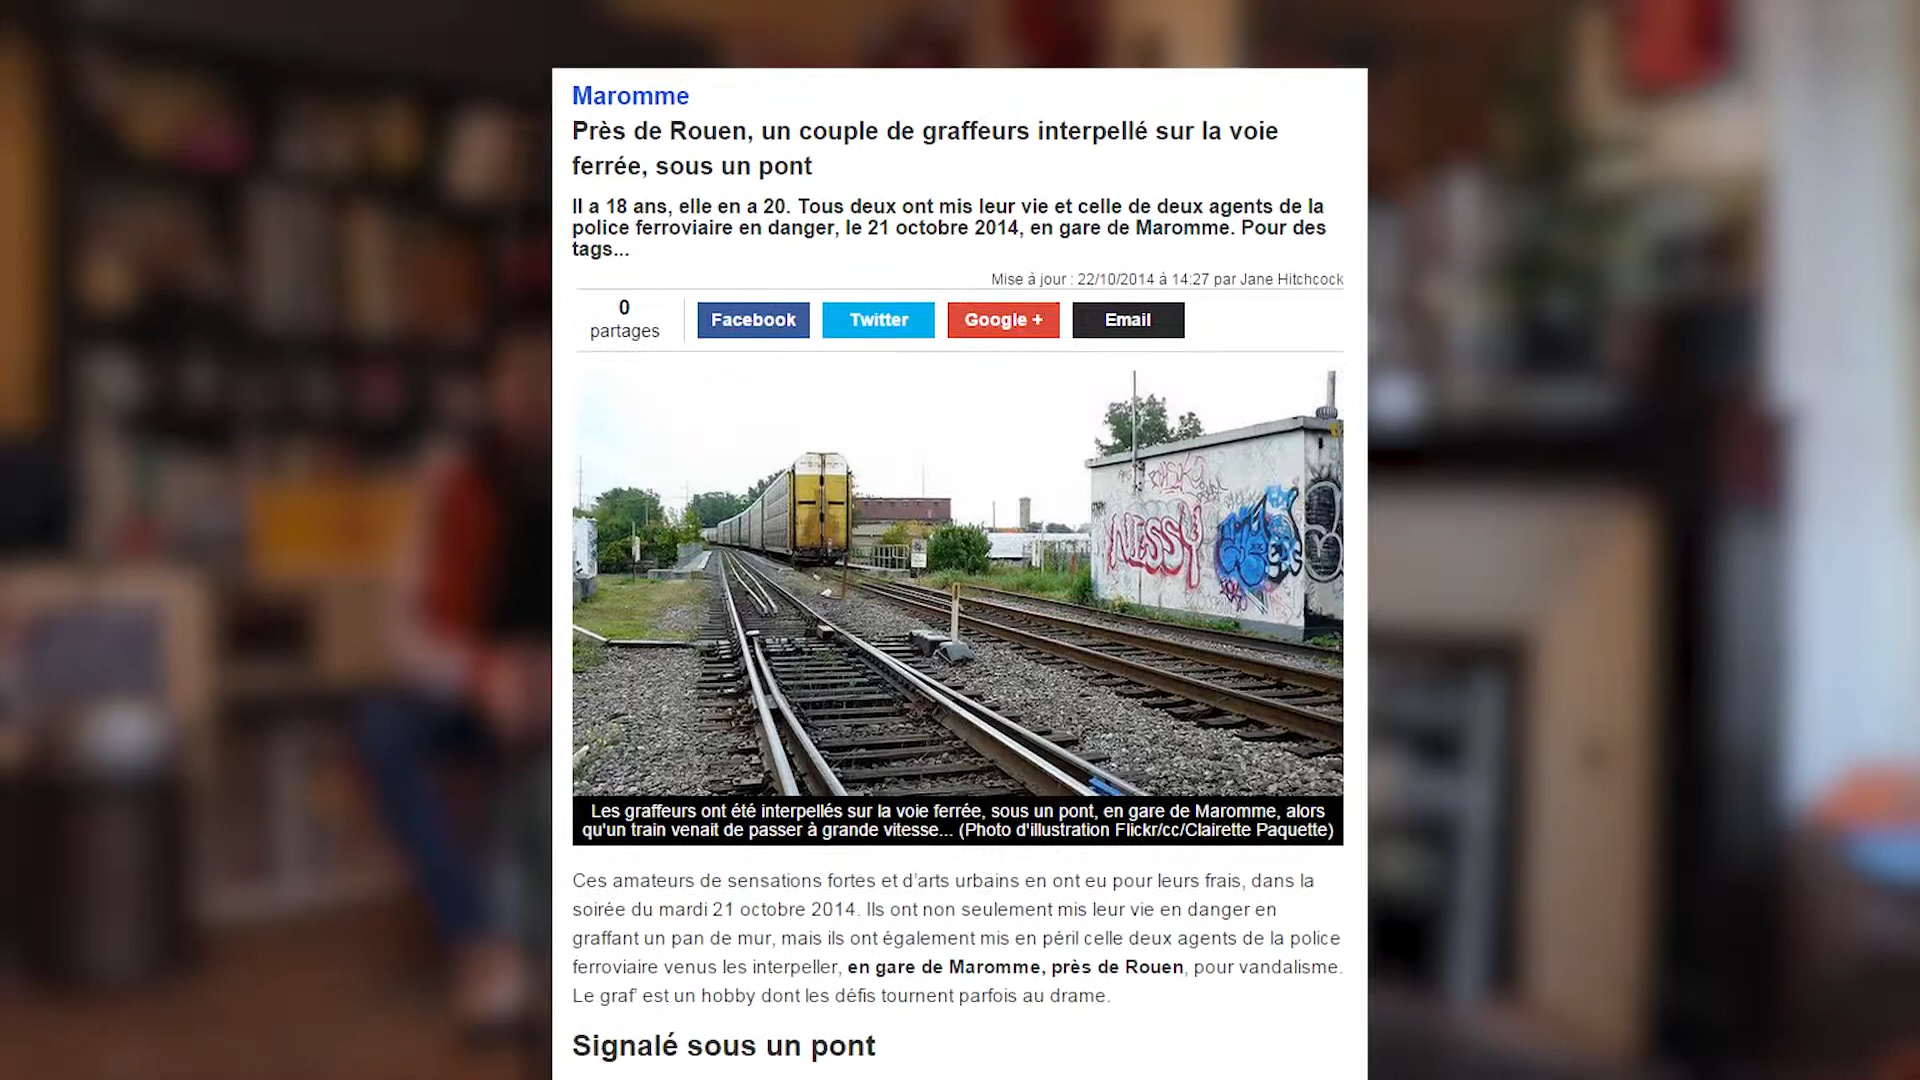 Maromme
Près de Rouen, un couple de graffeurs interpellé sur la voie
ferrée, sous un pont
Il a 18 ans, elle en a 20. Tous deux ont mis leur vie et celle de deux agents de la
police ferroviaire en danger, le 21 octobre 2014, en gare de Maromme. Pour des
tags...
Mise à jour : 22/10/2014 à 14:27 par Jane Hitchcock
0
partages
Facebook
Twitter
Google +
Email
NESSY
Les graffeurs ont été interpellés sur la voie ferrée, sous un pont, en gare de Maromme, alors
qu'un train venait de passer à grande vitesse... (Photo d'illustration Flickr/cc/Clairette Paquette)
Ces amateurs de sensations fortes et d’arts urbains en ont eu pour leurs frais, dans la
soirée du mardi 21 octobre 2014. Ils ont non seulement mis leur vie en danger en
graffant un pan de mur, mais ils ont également mis en péril celle deux agents de la police
ferroviaire venus les interpeller, en gare de Maromme, près de Rouen, pour vandalisme.
Le graf’ est un hobby dont les défis tournent parfois au drame.
Signalé sous un pont